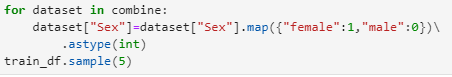 for dataset in combine:
    dataset["Sex"]=dataset["Sex"].map({"female":1,"male":0})\
        .astype(int)
train_df.sample(5)